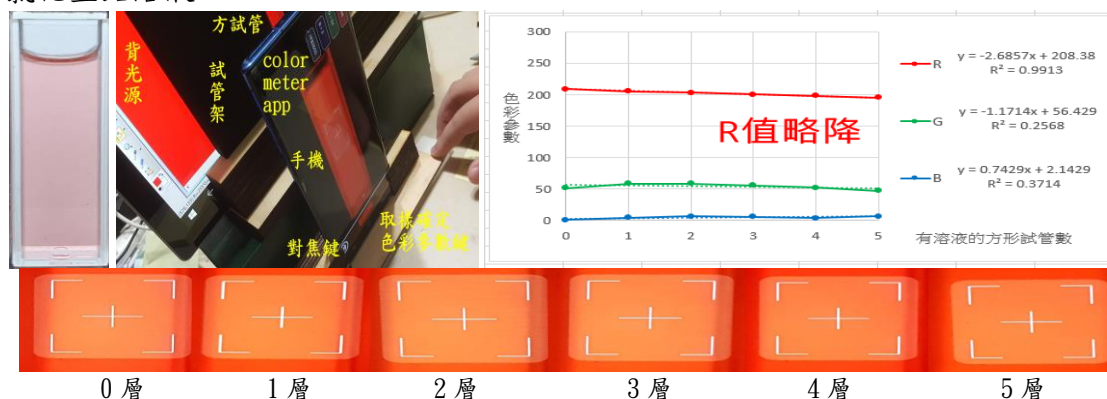 方試管
背光源
試管架
color
meter
app
手機
對焦鍵
取樣確定
色彩參數鍵
300
250
200
150
100
50
0
色彩參數
R值略降
0 1 2 3 4 5
有溶液的方形試管數
R y = -2.6857x + 208.38
R² = 0.9913
G y = -1.1714x + 56.429
R² = 0.2568
B y = 0.7429x + 2.1429
R² = 0.3714
0層 1層 2層 3層 4層 5層